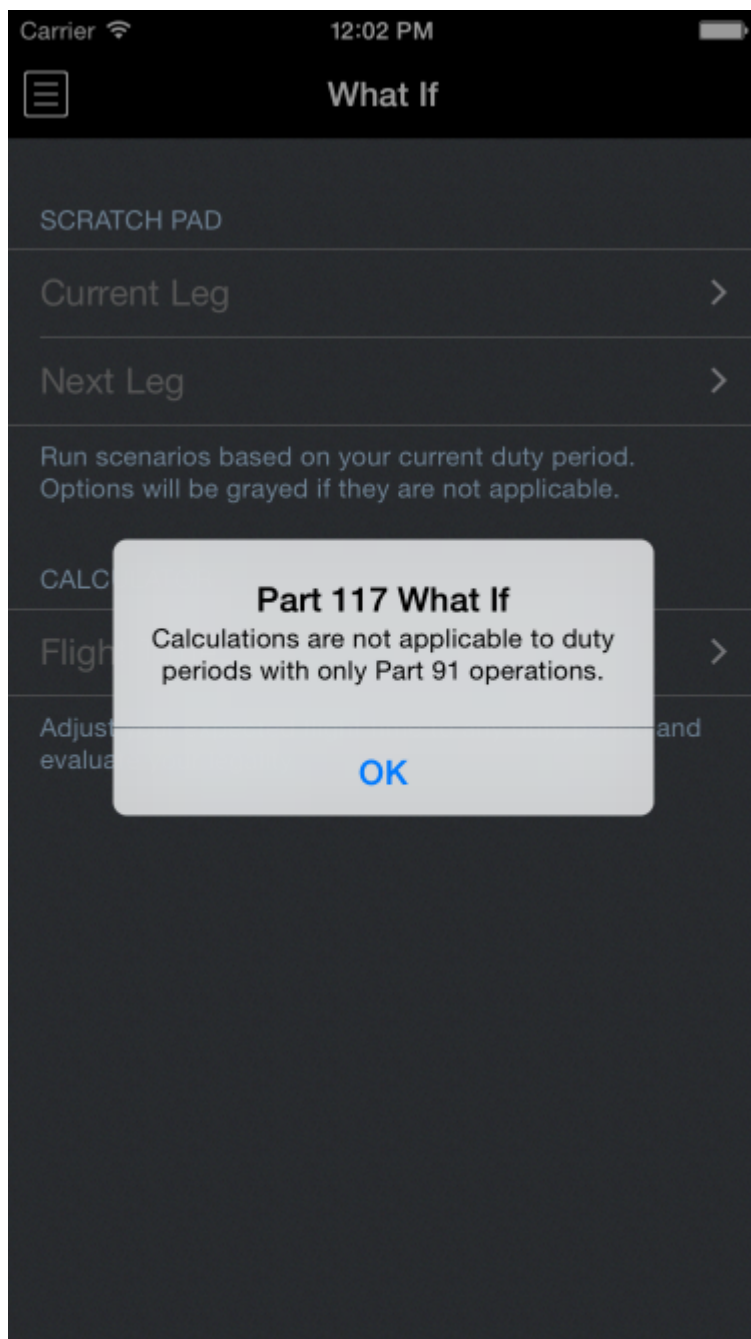 Carrier 12:02 PM
What If
SCRATCH PAD
Current Leg
Next Leg
Run scenarios based on your current duty period.
Options will be grayed if they are not applicable.
CALC
Part 117 What If
Calculations are not applicable to duty
periods with only Part 91 operations.
Fligh
Adjust and
evalua
OK